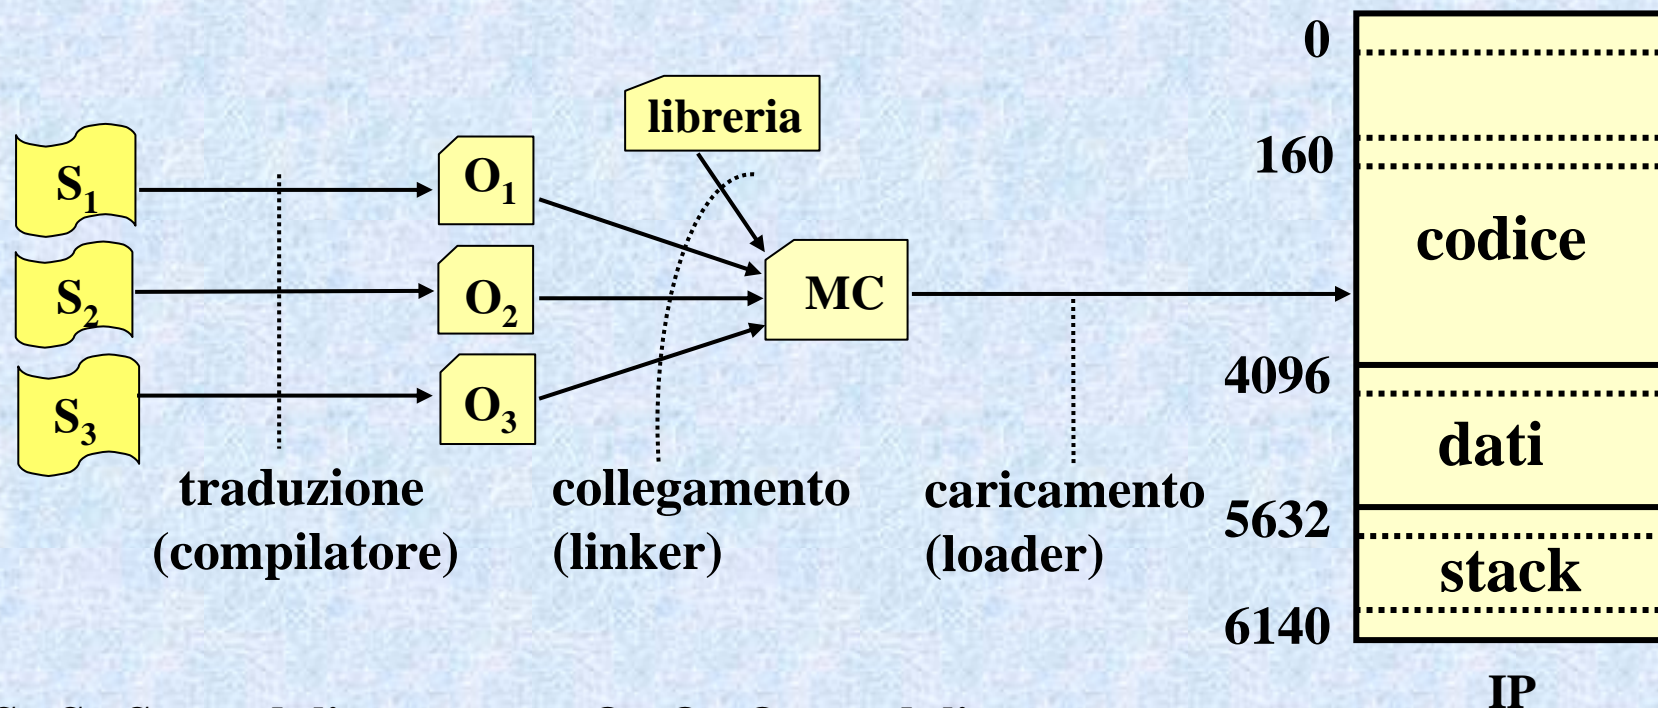 0
libreria
160
S1
O1
codice
S2
O2
MC
4096
S3
O3
dati
traduzione
(compilatore)
collegamento
(linker)
caricamento
(loader)
5632
stack
6140
IP